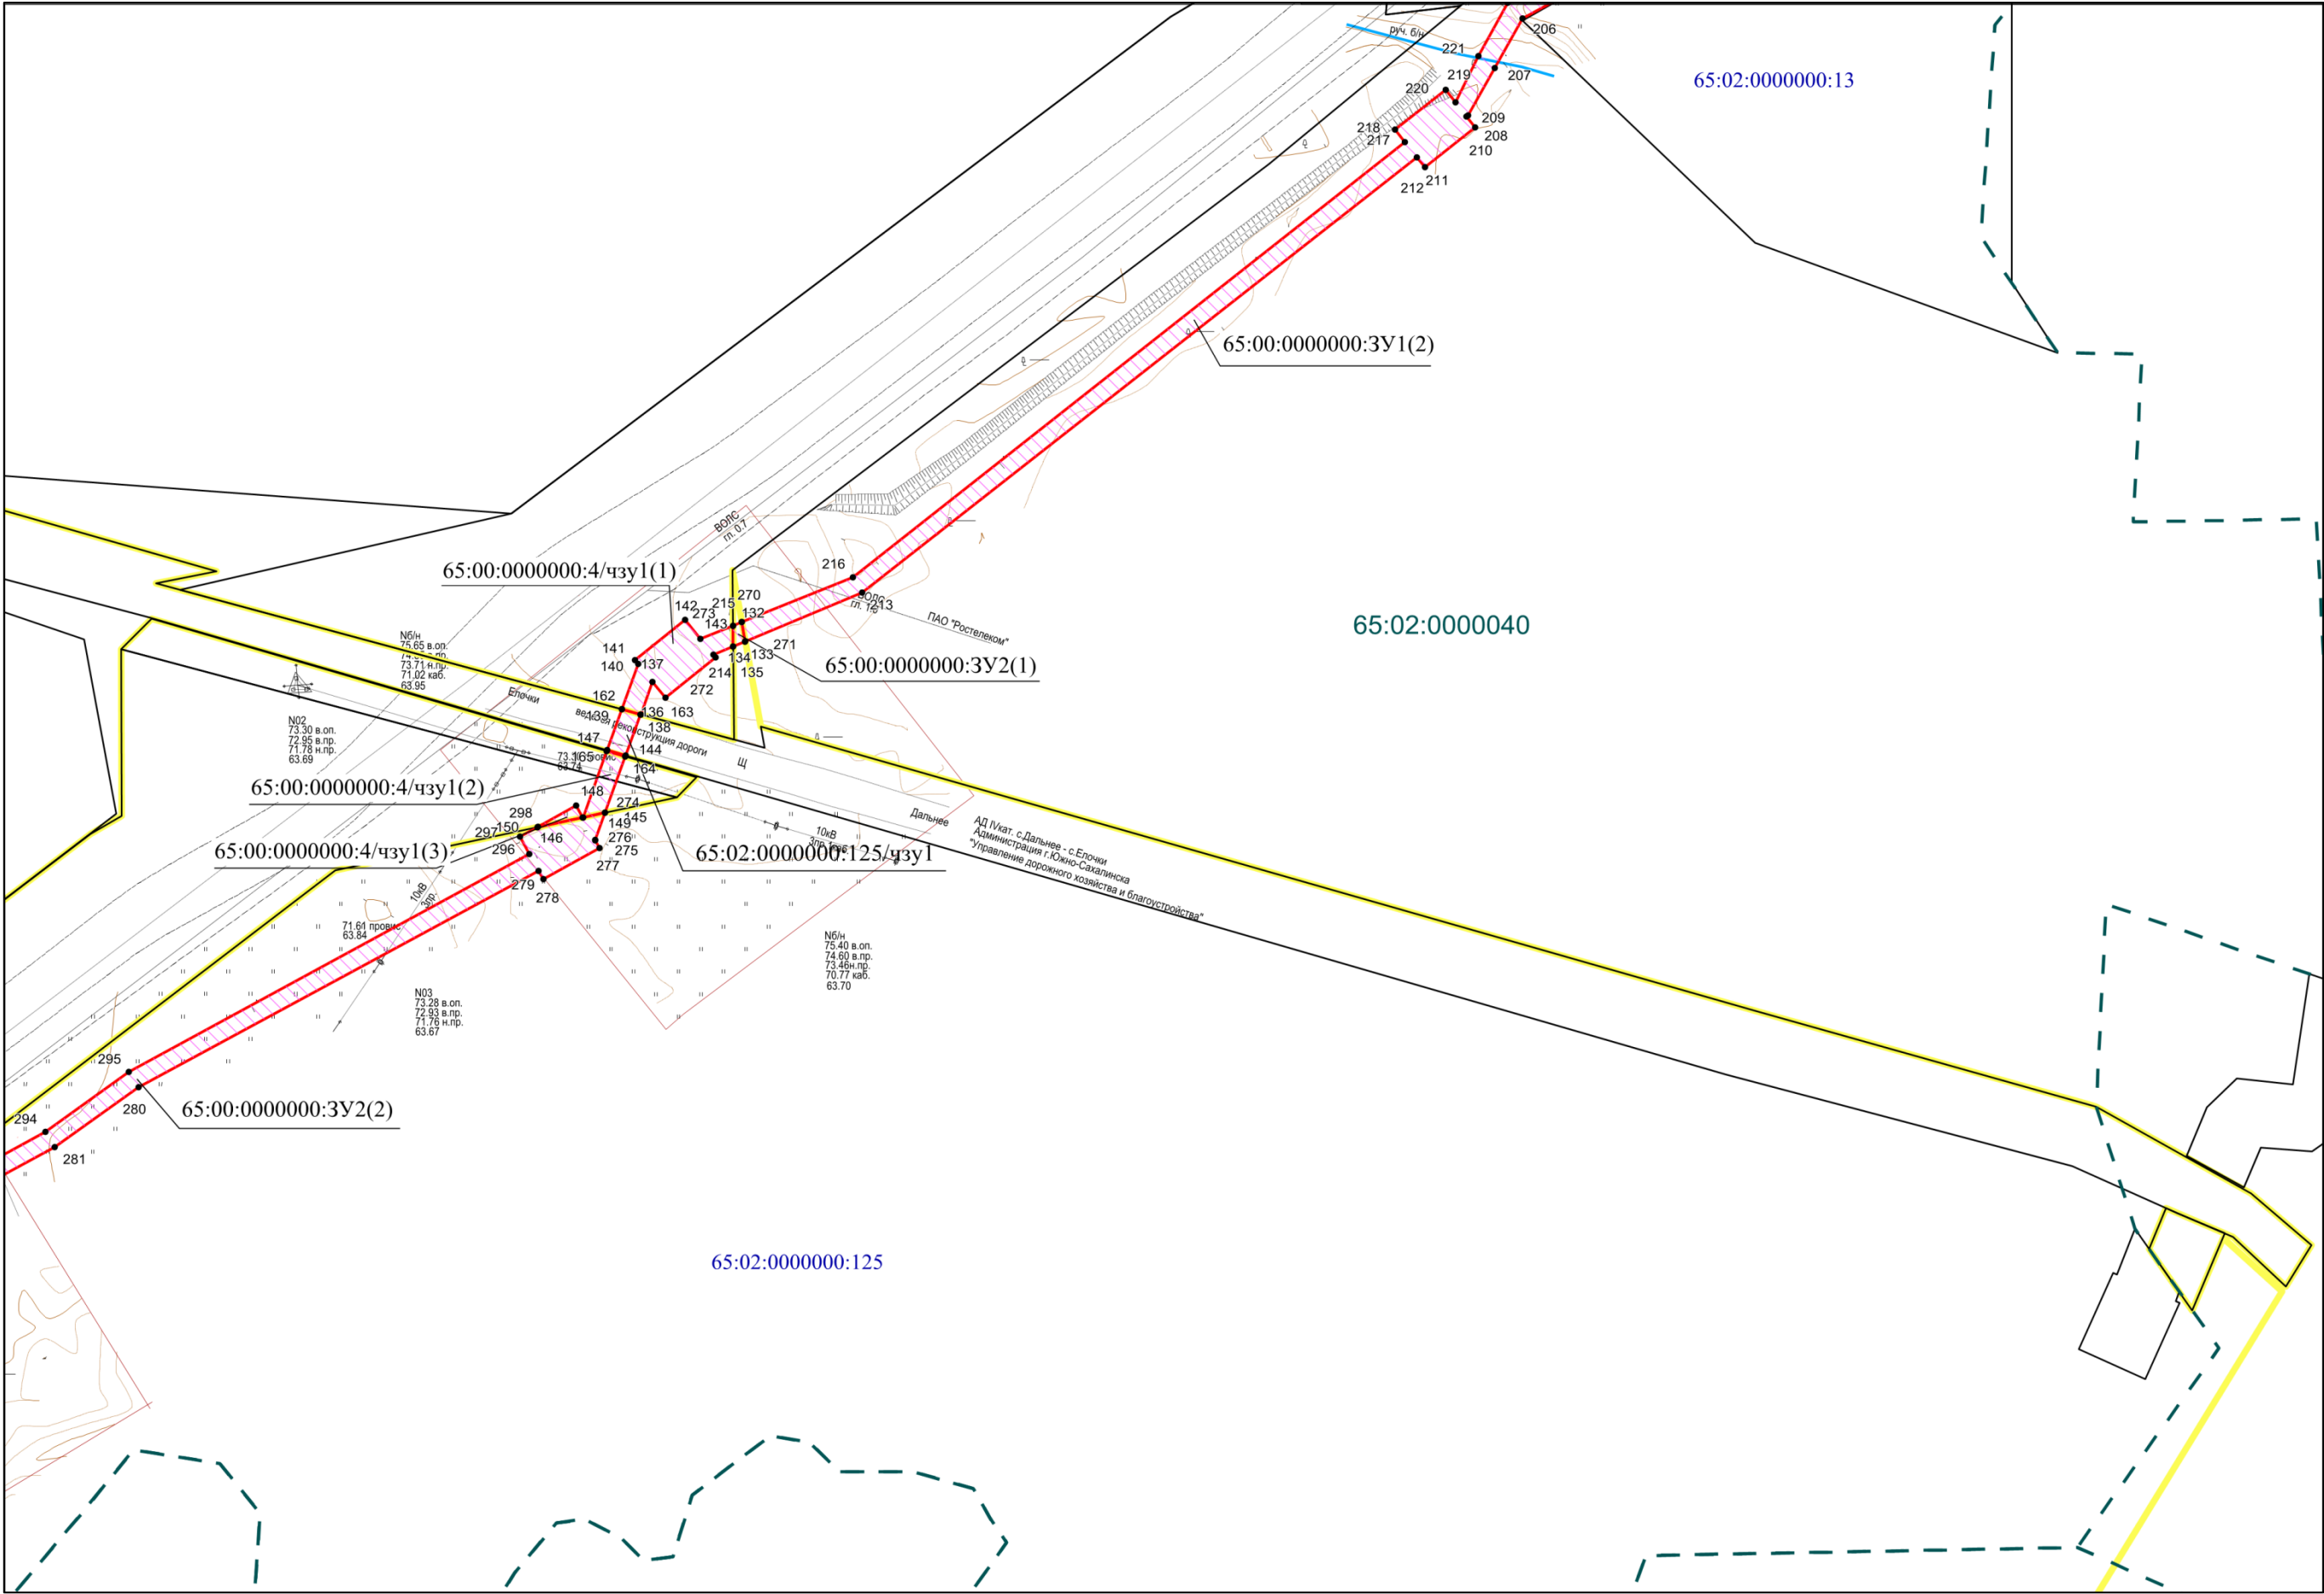 руч. б/н
206
221
207
65:02:0000000:13
219
220
209
218
208
217
210
211
212
65:00:0000000:ЗУ1(2)
ВОЛС
гл. 0.7
65:00:0000000:4/чзу1(1)
216
270
142
215
213
273
132
ПАО "Ростелеком"
143
65:02:0000040
Nб/н
75.65 в.оп.
73.71 н.пр.
71.02 каб.
63.95
141
140
137
271
134
133
214
135
65:00:0000000:ЗУ2(1)
272
Елочки
162
139
136
163
138
N02
73.30 в.оп.
72.95 в.пр.
71.78 н.пр.
63.69
147
144
165
164
63.74
Щ
65:00:0000000:4/чзу1(2)
148
274
298
145
Дальнее
АД IVкат. с.Дальнее - с.Елочки
Администрация г.Южно-Сахалинска
"Управление дорожного хозяйства и благоустройства"
150
297
149
146
276
10кВ
296
275
65:00:0000000:4/чзу1(3)
65:02:0000000:125/чзу1
277
279
278
10кВ
3пр.
71.61 провис
63.84
Nб/н
75.40 в.оп.
74.60 в.пр.
73.46н.пр.
70.77 каб.
63.70
N03
73.28 в.оп.
72.93 в.пр.
71.76 н.пр.
63.67
295
280
65:00:0000000:ЗУ2(2)
294
281
65:02:0000000:125